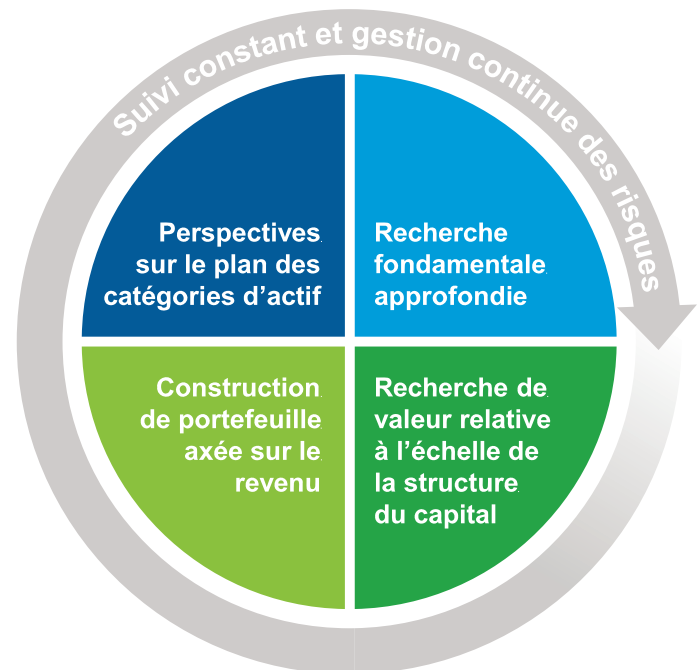 Suivi constant et gestion continue des risques
Perspectives
sur le plan des
catégories d'actif
Recherche
fondamentale
approfondie
Construction
de portefeuille
axée sur le
revenu
Recherche de
valeur relative
à l'échelle de
la structure
du capital